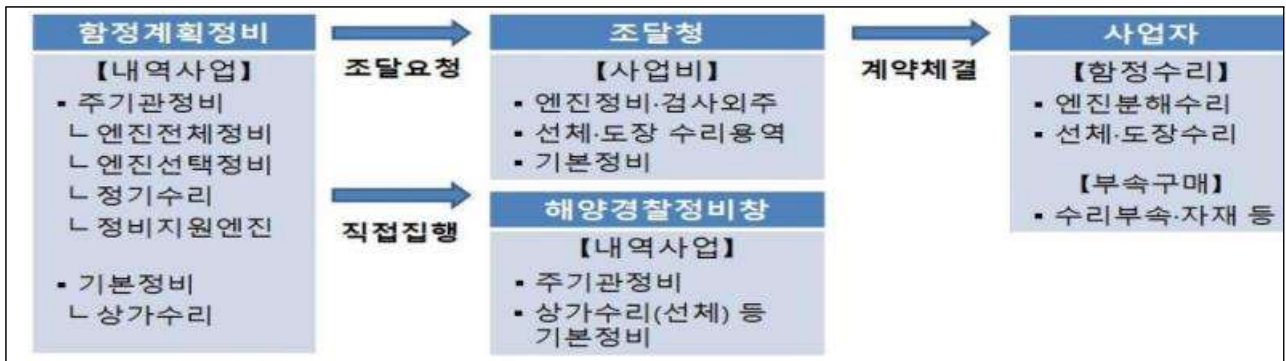 함정계획정비
【내역사업】
▪ 주기관정비
ㄴ엔진전체정비
ㄴ엔진선택정비
ㄴ정기수리
ㄴ정비지원엔진
▪ 기본정비
ㄴ상가수리
조달요청
직접집행
조달청
【사업비】
▪ 엔진정비·검사외주
▪ 선체·도장 수리용역
▪ 기본정비
해양경찰정비창
【내역사업】
▪ 주기관정비
▪ 상가수리(선체) 등
기본정비
계약체결
사업자
【함정수리】
▪ 엔진분해수리
▪ 선체·도장수리
【부속구매】
▪ 수리부속·자재 등